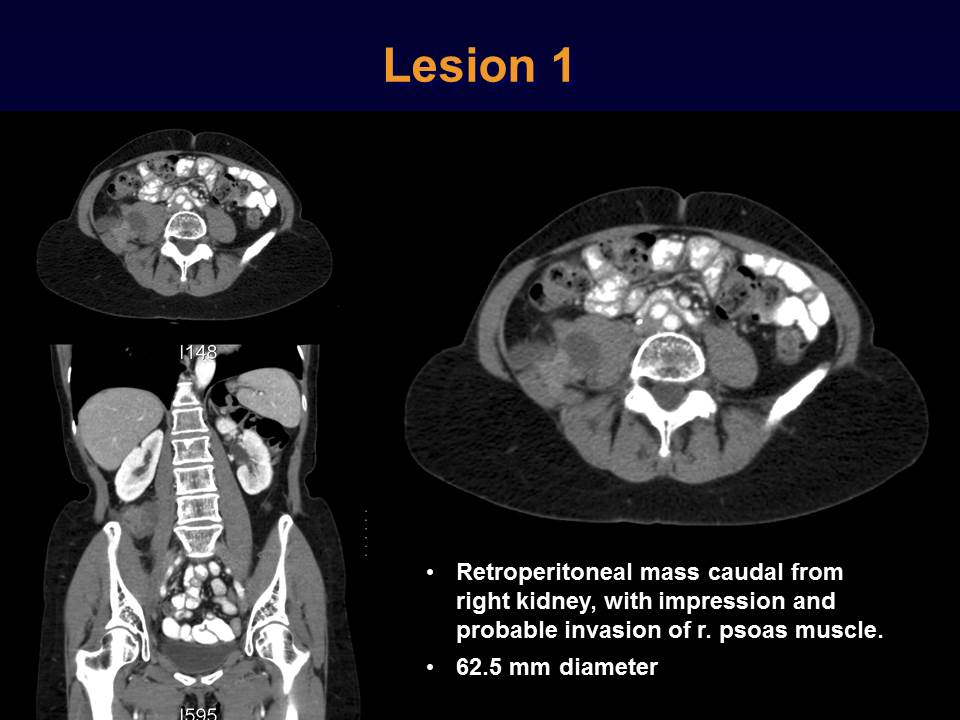 Lesion 1
I148
I595
• Retroperitoneal mass caudal from
right kidney, with impression and
probable invasion of r. psoas muscle.
• 62.5 mm diameter